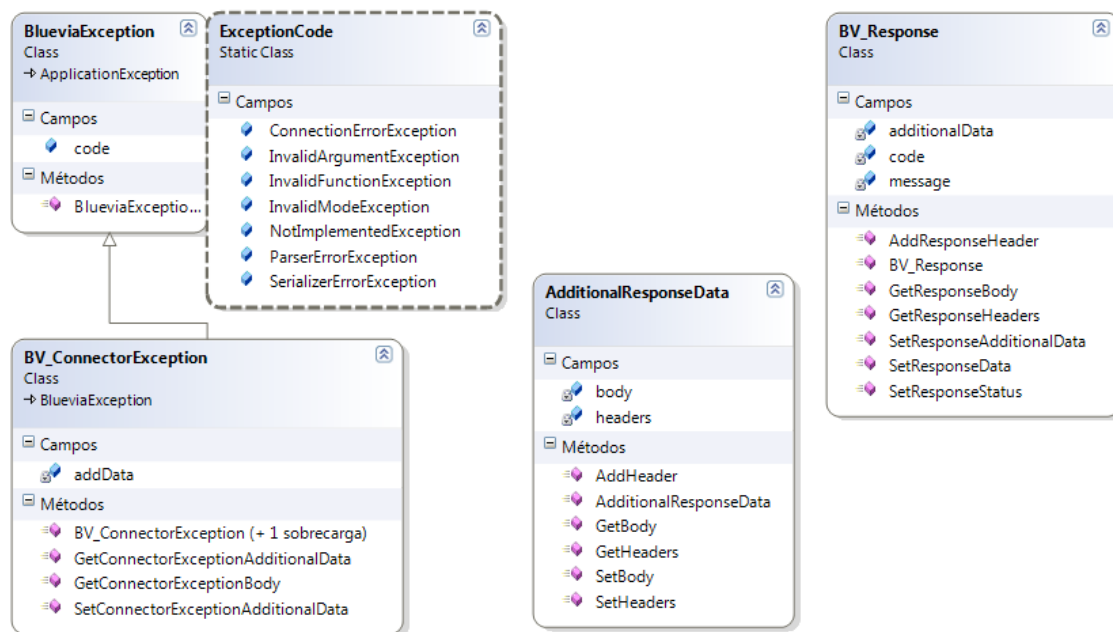 BlueviaException
Class
ApplicationException
Campos
code
Métodos
BlueviaExceptio...
ExceptionCode
Static Class
Campos
ConnectionErrorException
InvalidArgumentException
InvalidFunctionException
InvalidModeException
NotImplementedException
ParserErrorException
SerializerErrorException
BV_Response
Class
Campos
additionalData
code
message
Métodos
AddResponseHeader
BV_Response
GetResponseBody
GetResponseHeaders
SetResponseAdditionalData
SetResponseData
SetResponseStatus
AdditionalResponseData
Class
Campos
body
headers
Métodos
AddHeader
AdditionalResponseData
GetBody
GetHeaders
SetBody
SetHeaders
BV_ConnectorException
Class
BlueviaException
Campos
addData
Métodos
BV_ConnectorException (+ 1 sobrecarga)
GetConnectorExceptionAdditionalData
GetConnectorExceptionBody
SetConnectorExceptionAdditionalData